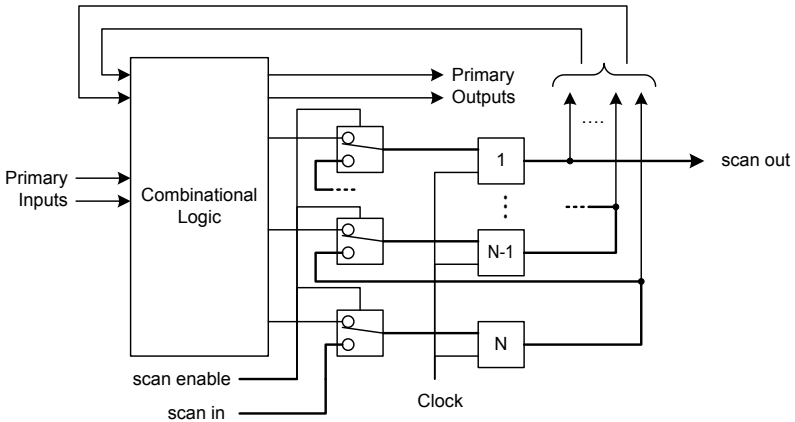 Primary
Outputs
....
1
scan out
Primary
Inputs
Combinational
Logic
N-1
N
scan enable
scan in
Clock